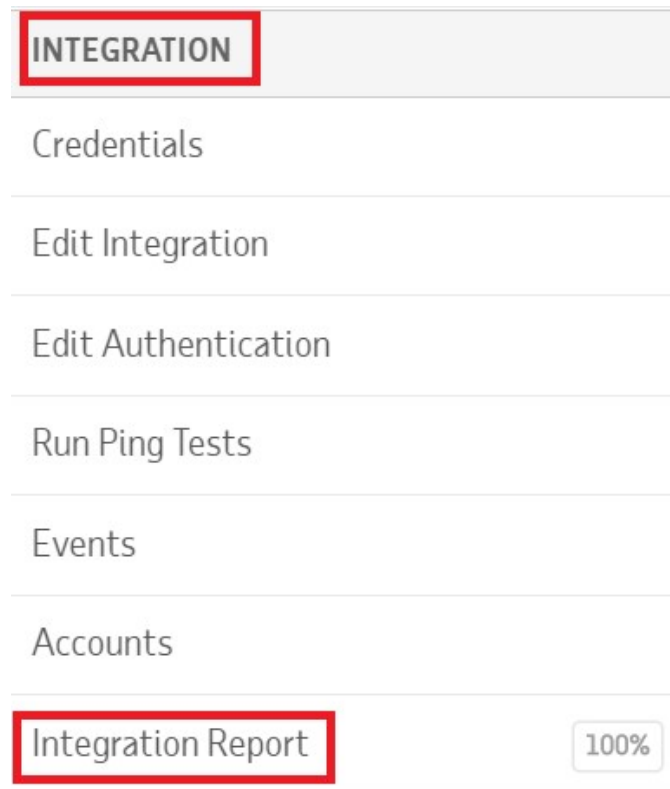 INTEGRATION
Credentials
Edit Integration
Edit Authentication
Run Ping Tests
Events
Accounts
Integration Report 100%